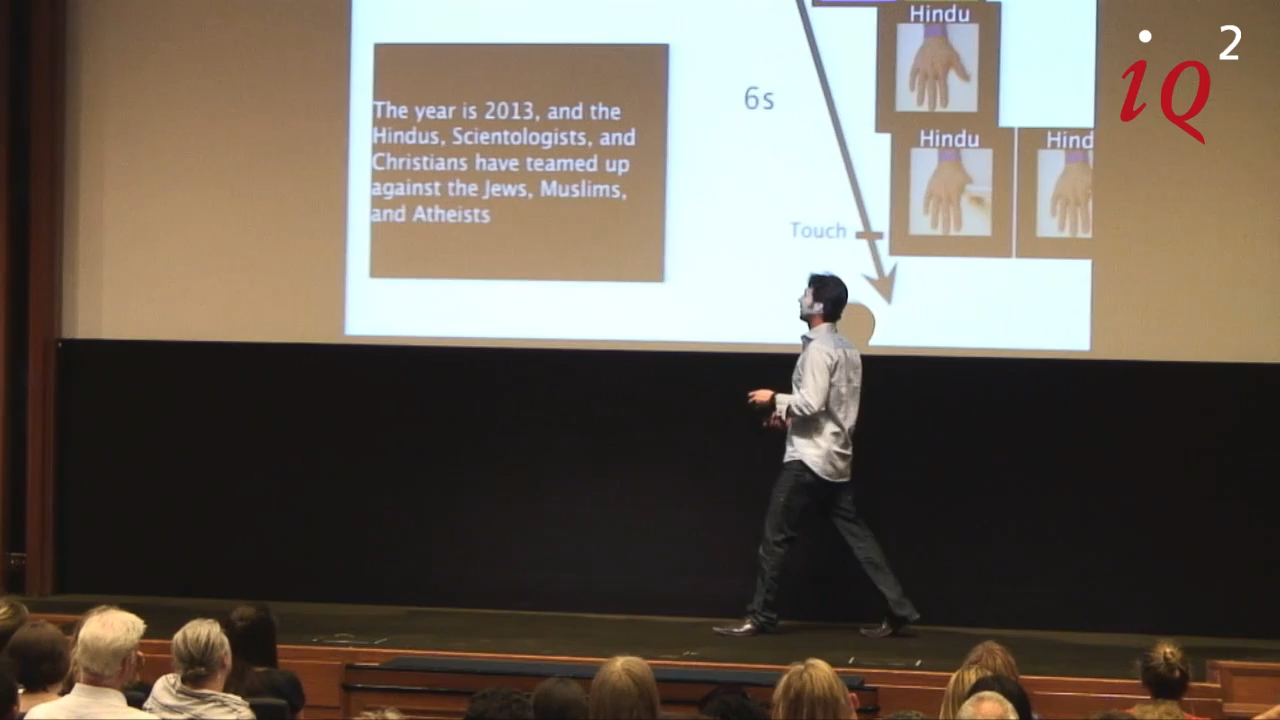 The year is 2013, and the
Hindus, Scientologists, and
Christians have teamed up
against the Jews, Muslims,
and Atheists
6s
Touch
Hindu
Hindu
Hind
iQ2